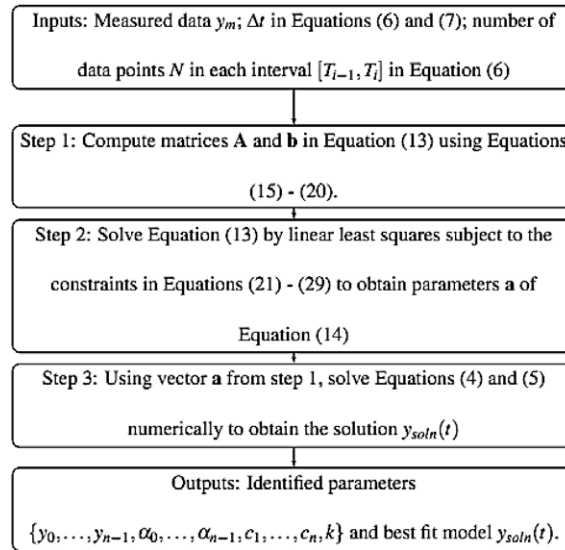 Inputs: Measured data y_m; Δt in Equations (6) and (7); number of
data points N in each interval [T_{i−1}, T_i] in Equation (6)
Step 1: Compute matrices A and b in Equation (13) using Equations
(15) - (20).
Step 2: Solve Equation (13) by linear least squares subject to the
constraints in Equations (21) - (29) to obtain parameters a of
Equation (14)
Step 3: Using vector a from step 1, solve Equations (4) and (5)
numerically to obtain the solution y_{soln}(t)
Outputs: Identified parameters
{y_0,…,y_{n−1}, α_0,…,α_{n−1}, c_1,…,c_n, k} and best fit model y_{soln}(t).